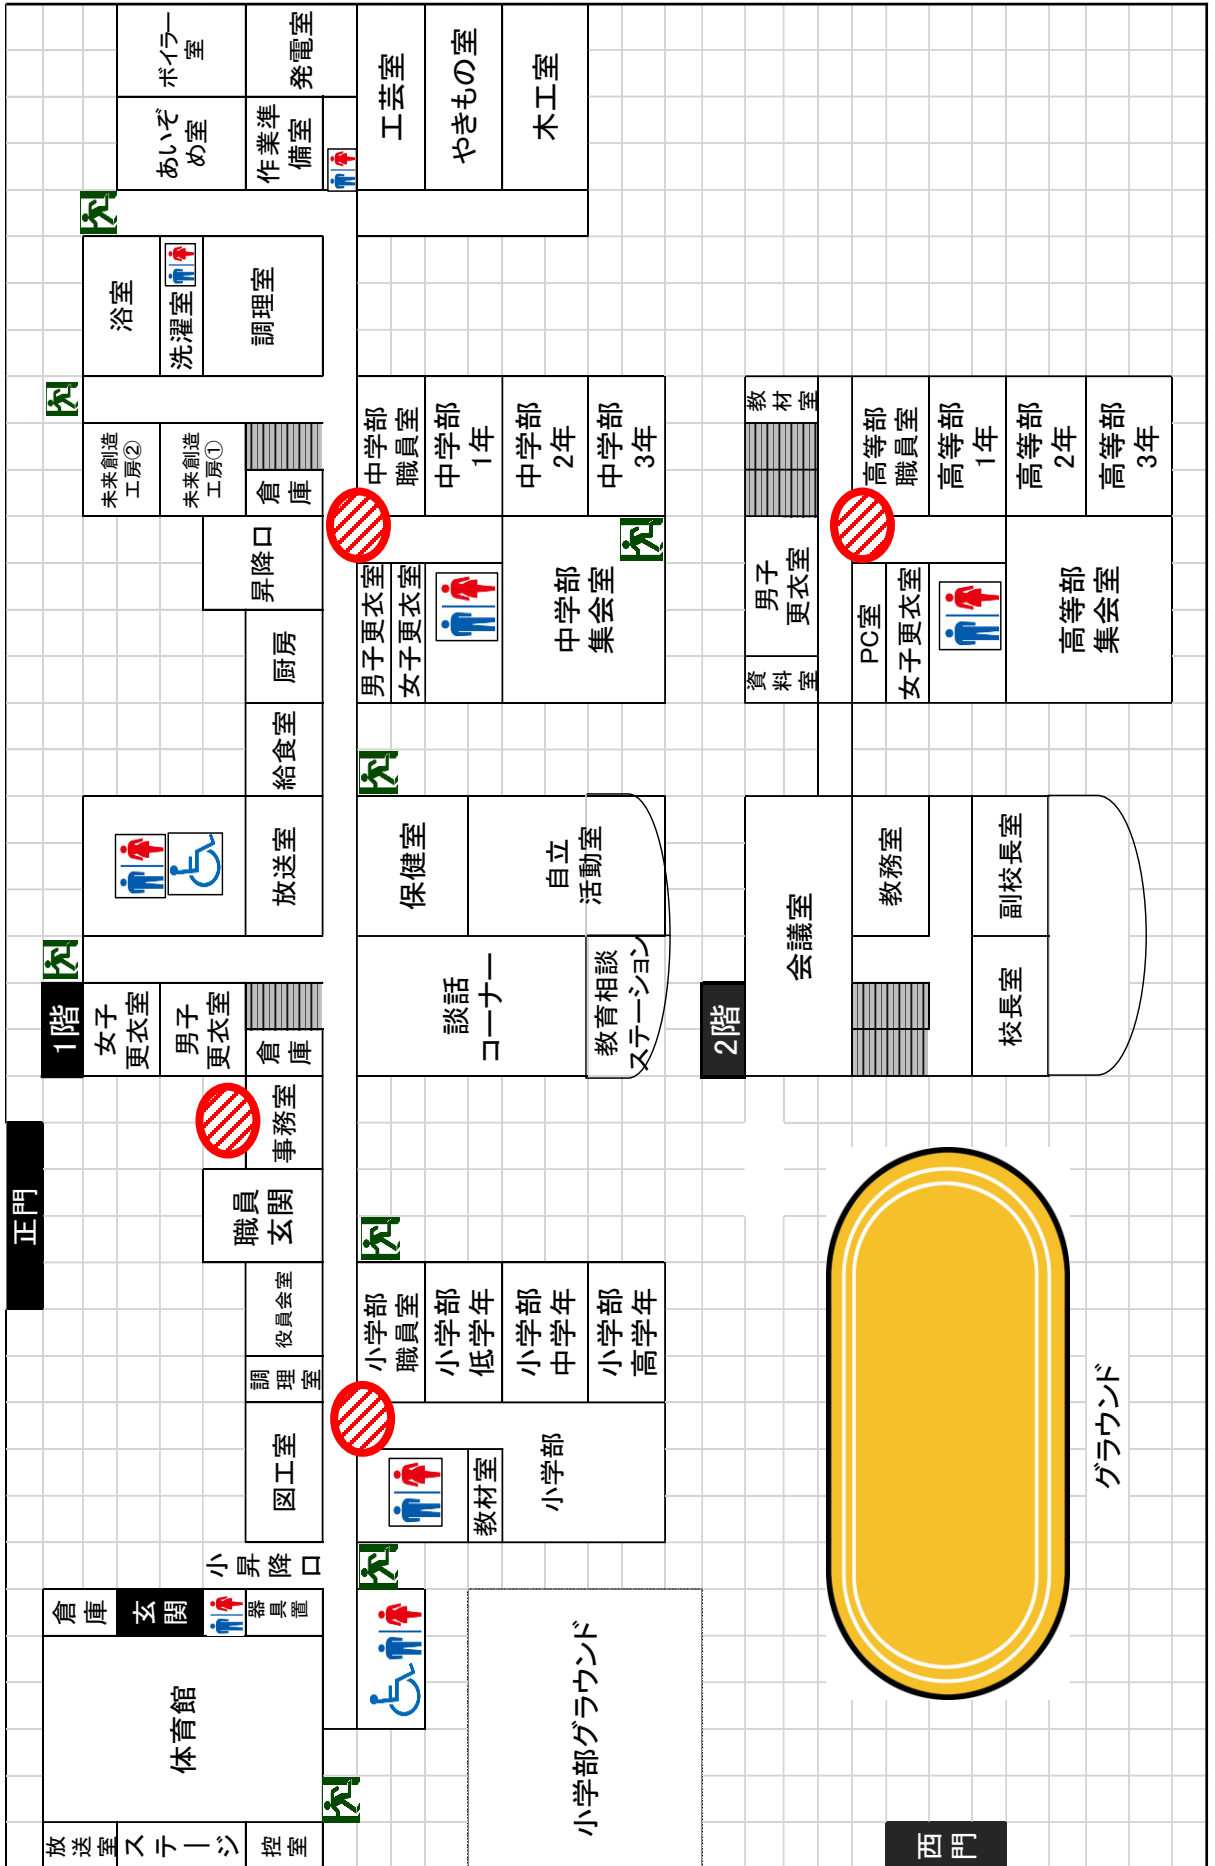 ボイラー
室
発電室
工芸室
やきもの室
木工室
あいぞ
め室
作業準
備室
浴室
洗濯室
調理室
未来創造
工房②
未来創造
工房①
倉
庫
中学部
職員室
中学部
1年
中学部
2年
中学部
3年
教
材
室
高等部
職員室
高等部
1年
高等部
2年
高等部
3年
昇降口
厨房
給食室
男子更衣室
女子更衣室
中学部
集会室
男子
更衣室
資
料
室
PC室
女子更衣室
高等部
集会室
放送室
保健室
自立
活動室
会議室
教務室
副校長室
校長室
1階
女子
更衣室
男子
更衣室
倉
庫
談話
コーナー
教育相談
ステーション
2階
事務室
正門
職員
玄関
役員会室
調
理
室
図工室
小
昇
降
口
小学部
職員室
小学部
低学年
小学部
中学年
小学部
高学年
教材室
小学部
グラウンド
倉
庫
玄
関
器
具
置
体育館
小学部グラウンド
放
送
室
ステージ
控
室
西
門